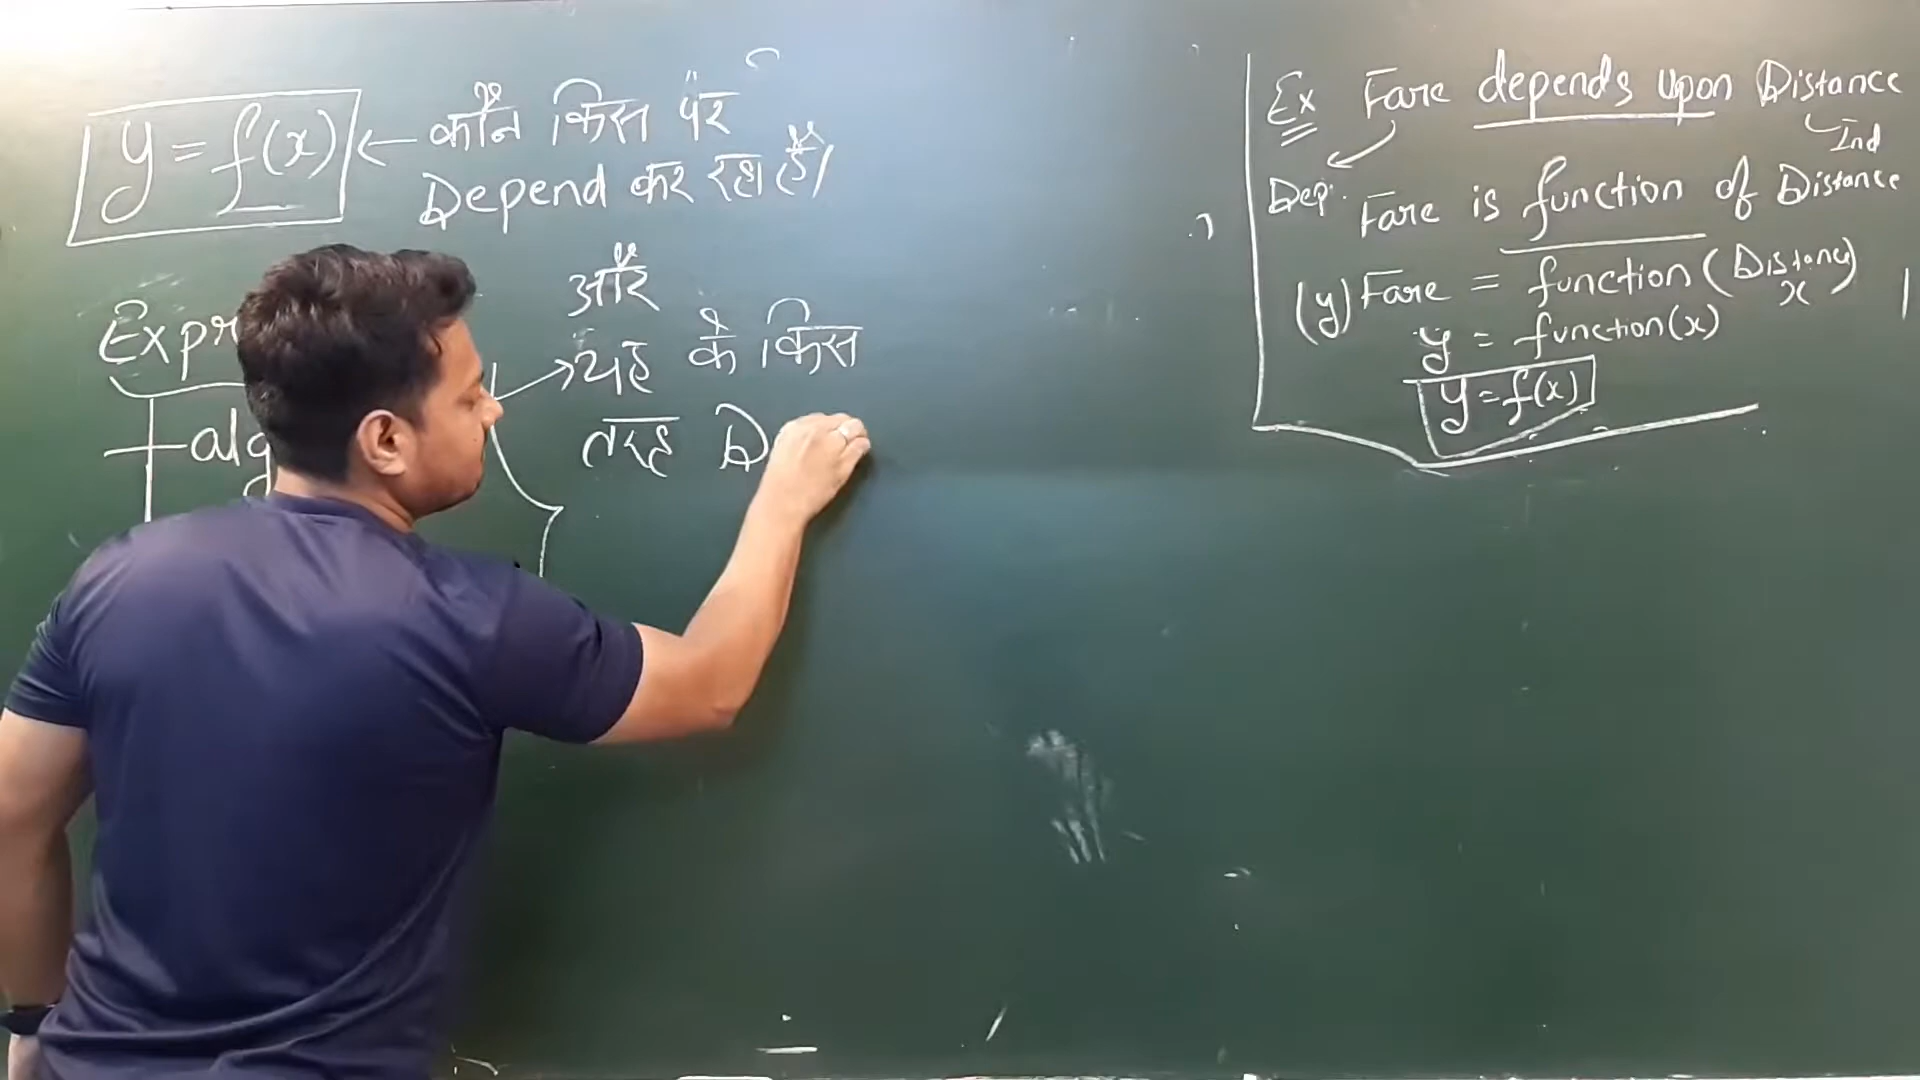 y = f(x) ← कौन किस पर
Depend कर रहा है।
और
यह के किस
तरह D
Expr
alg
Ex Fare depends upon Distance
Ind
Dep. Fare is function of Distance
(y) Fare = function (Distance)
x
y = function(x)
y = f(x)